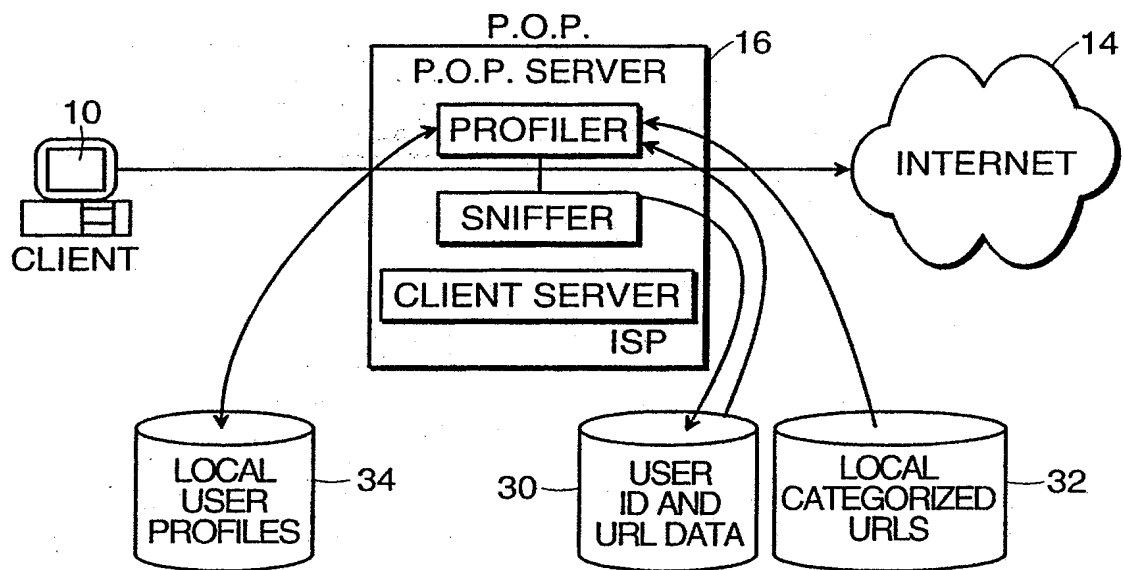 P.O.P.
16
P.O.P. SERVER
14
10
PROFILER
INTERNET
SNIFFER
CLIENT
CLIENT SERVER
ISP
LOCAL
USER
PROFILES
34
30
USER
ID AND
URL DATA
LOCAL
CATEGORIZED
URLS
32